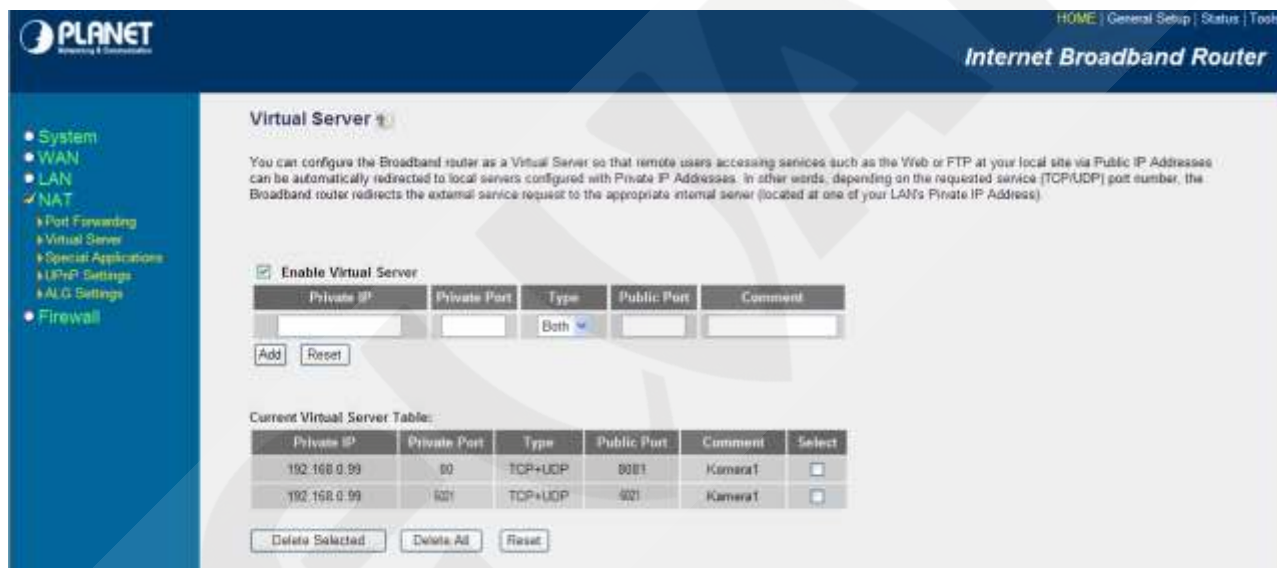 PLANET
Networking & Communication
HOME | General Setup | Status | Tools
Internet Broadband Router
System
WAN
LAN
NAT
Port Forwarding
Virtual Server
Special Applications
UPnP Settings
ALG Settings
Firewall
Virtual Server
You can configure the Broadband router as a Virtual Server so that remote users accessing services such as the Web or FTP at your local site via Public IP Addresses
can be automatically redirected to local servers configured with Private IP Addresses. In other words, depending on the requested service (TCP/UDP) port number, the
Broadband router redirects the external service request to the appropriate internal server (located at one of your LAN's Private IP Address).
Enable Virtual Server
Private IP Private Port Type Public Port Comment
Both
Add Reset
Current Virtual Server Table:
Private IP Private Port Type Public Port Comment Select
192.168.0.99 80 TCP+UDP Kamera1
192.168.0.99 6021 TCP+UDP 6021 Kamera1
Delete Selected Delete All Reset